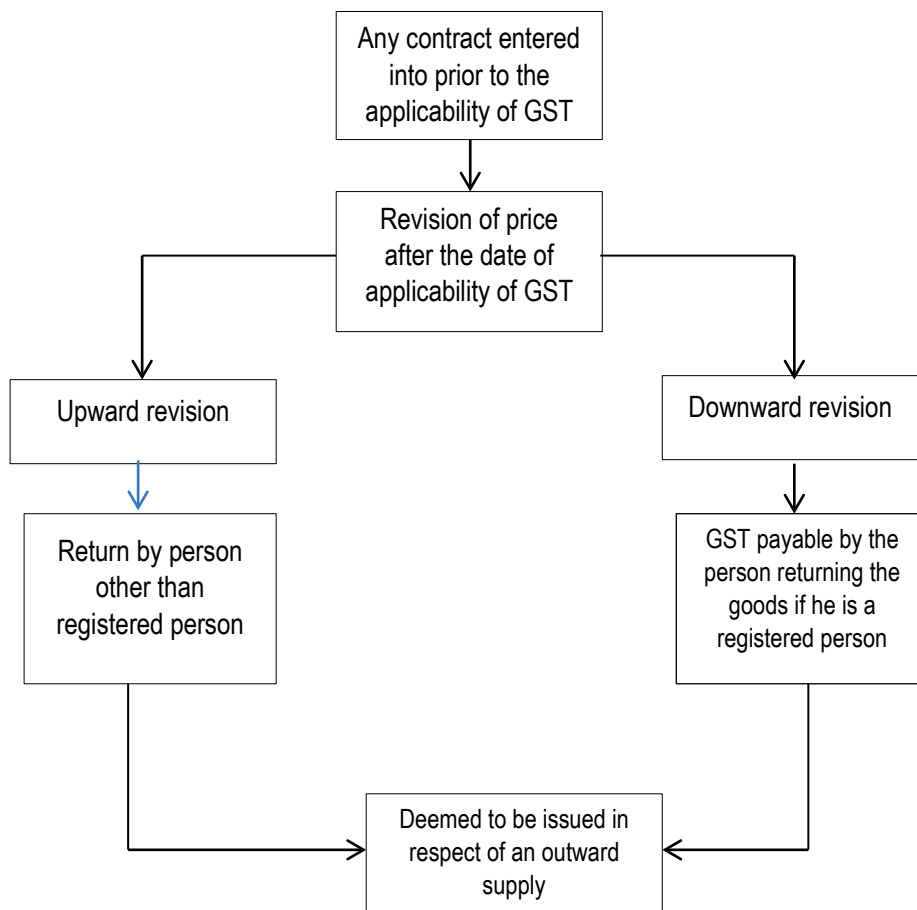 Any contract entered
into prior to the
applicability of GST
Revision of price
after the date of
applicability of GST
Upward revision
Downward revision
Return by person
other than
registered person
GST payable by the
person returning the
goods if he is a
registered person
Deemed to be issued in
respect of an outward
supply